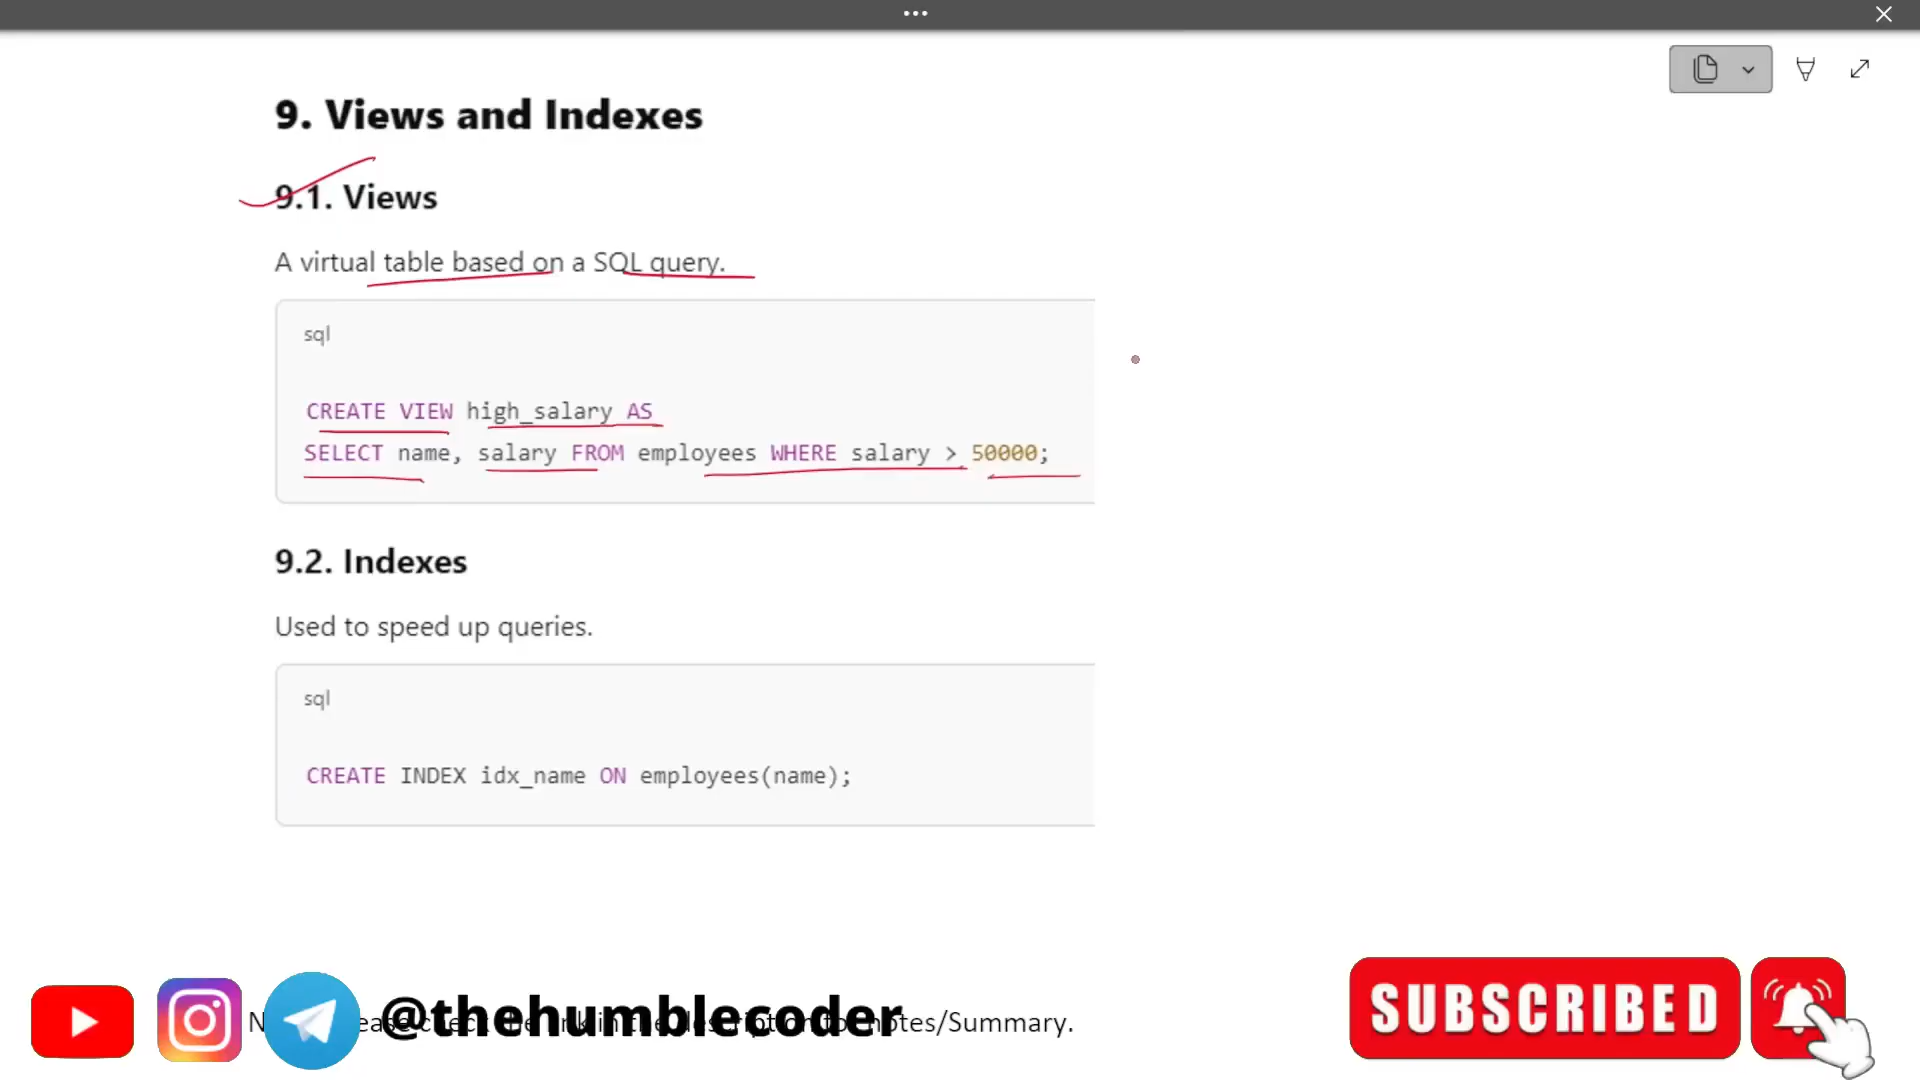 9. Views and Indexes
9.1. Views
A virtual table based on a SQL query.
sql
CREATE VIEW high_salary AS
SELECT name, salary FROM employees WHERE salary > 50000;
9.2. Indexes
Used to speed up queries.
sql
CREATE INDEX idx_name ON employees(name);
@thehumblecoder
notes/Summary.
SUBSCRIBED